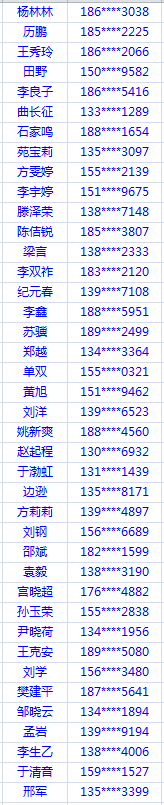 杨林林 186****3038
历鹏 185****2225
王秀玲 186****2066
田野 150****9582
李良子 186****5416
曲长征 133****1289
石家鸣 188****1654
苑宝莉 135****3097
方雯婷 155****2139
李宇婷 151****9675
滕泽荣 138****7148
陈佶锐 185****3807
梁言 138****2333
李双祚 183****2120
纪元春 139****7108
李鑫 188****5951
苏骥 189****2499
郑越 134****3364
单双 155****0321
黄旭 151****9462
刘洋 139****6523
姚新爽 188****4560
赵起程 130****6932
于渤虹 131****1439
边逊 135****8171
方莉莉 139****4897
刘钢 156****6689
邵斌 182****1599
袁毅 138****3190
宫晓超 176****4882
孙玉荣 155****2838
尹晓荷 134****1956
王克安 189****5080
刘学 156****3480
樊建平 187****5641
邹晓云 134****1894
孟岩 139****9194
李生乙 138****4006
于清音 159****1527
邢军 135****3399